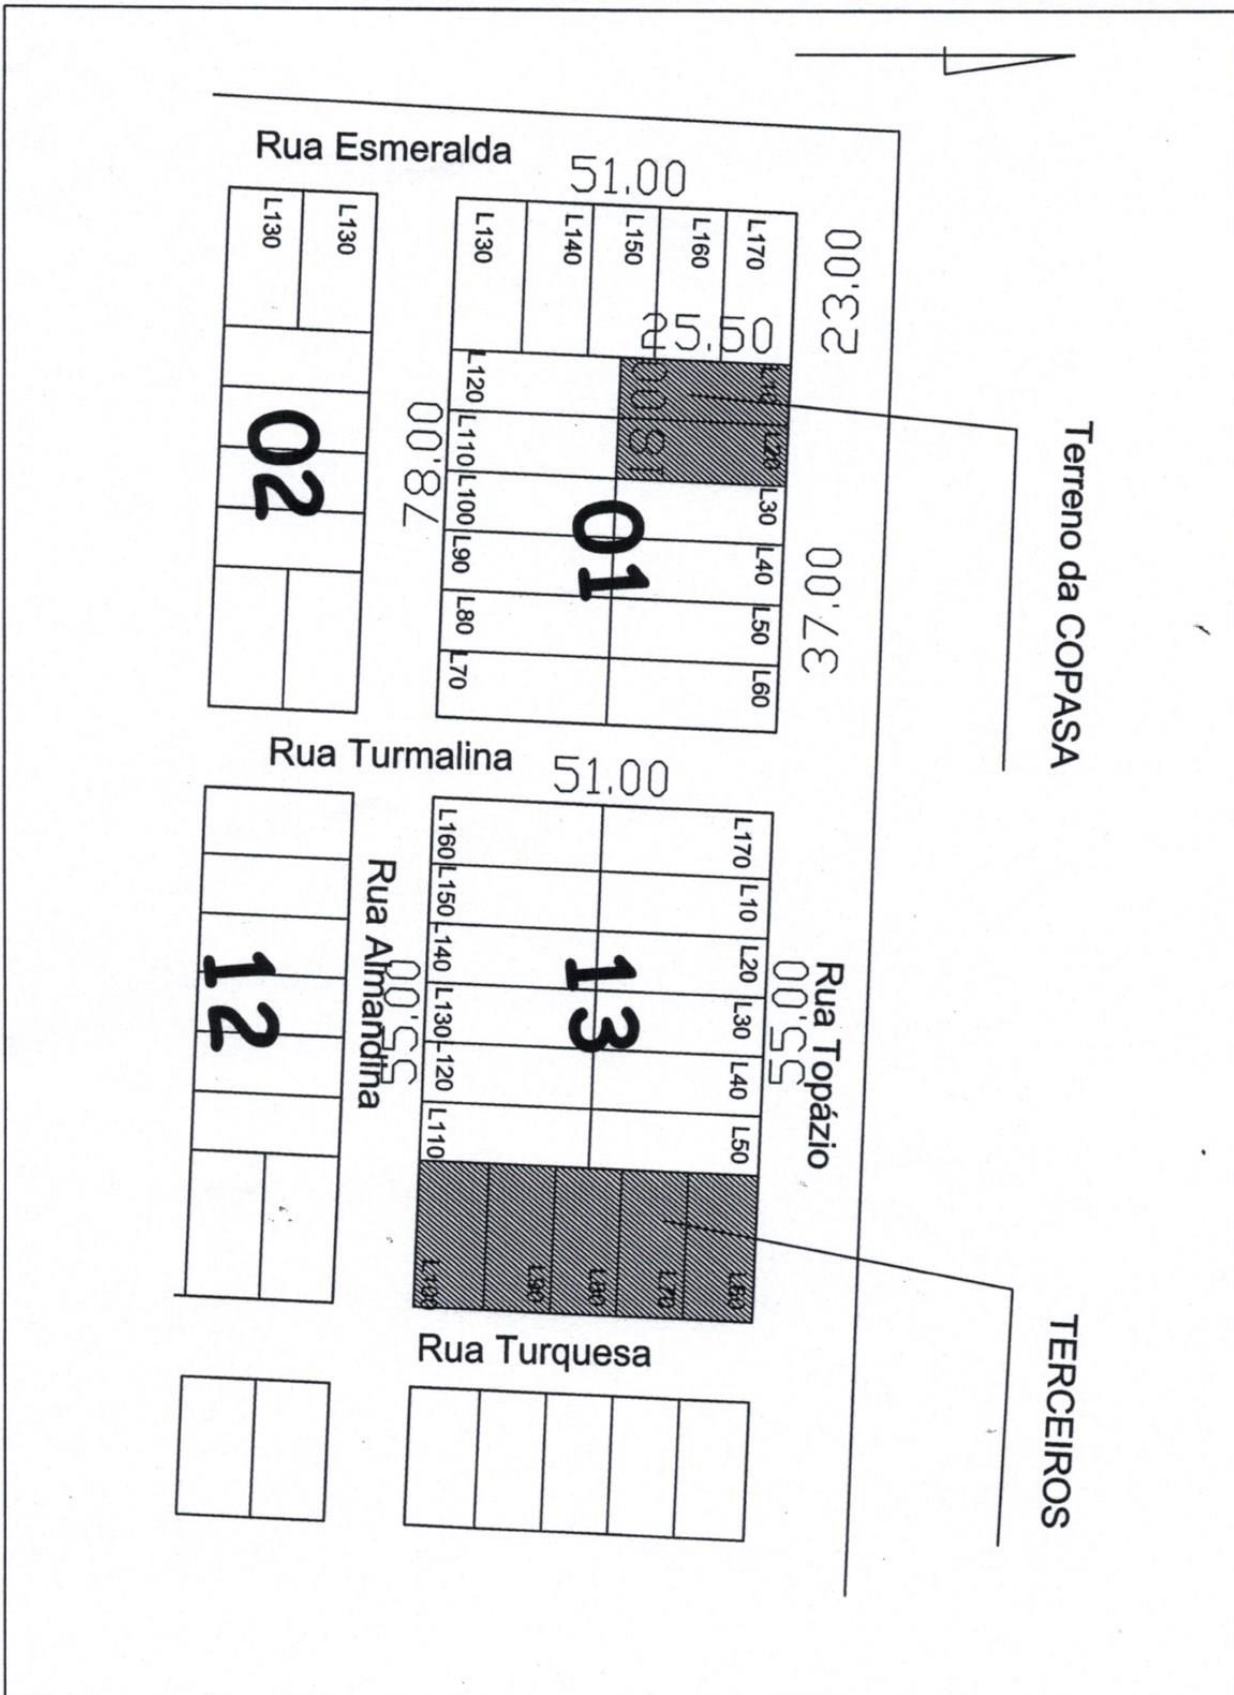 Rua Esmeralda
51.00
23.00
L130
L130
L130
L140
L150
L160
L170
25.50
18.00
L10
L20
L30
L40
L50
L60
L120
L110
L100
L90
L80
L70
78.00
37.00
02
01
Terreno da COPASA
Rua Turmalina
51.00
L160
L150
L140
L130
L120
L110
L170
L10
L20
L30
L40
L50
Rua Almandina
55.00
12
13
55.00
Rua Topázio
L100
L90
L80
L70
L60
TERCEIROS
Rua Turquesa